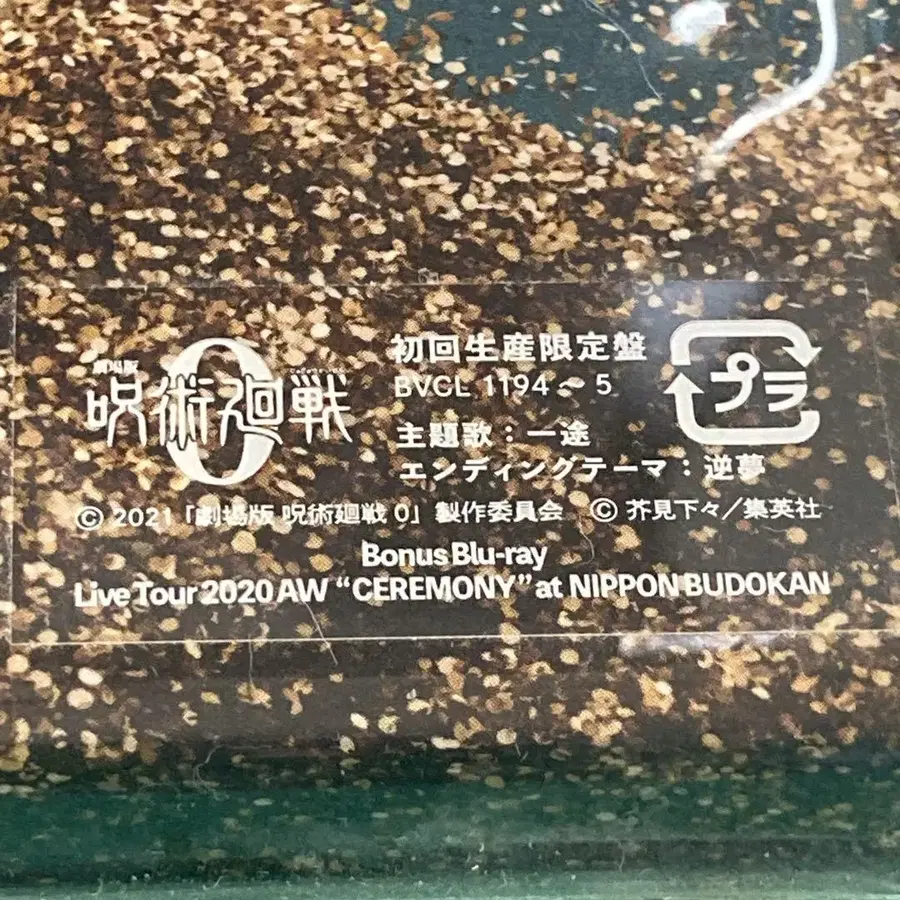 劇場版
呪術廻戦
0
初回生産限定盤
BVCL 1194~5
主題歌:一途
エンディングテーマ:逆夢
プラ
© 2021「劇場版 呪術廻戦 0」製作委員会 © 芥見下々/集英社
Bonus Blu-ray
Live Tour 2020 AW “CEREMONY” at NIPPON BUDOKAN